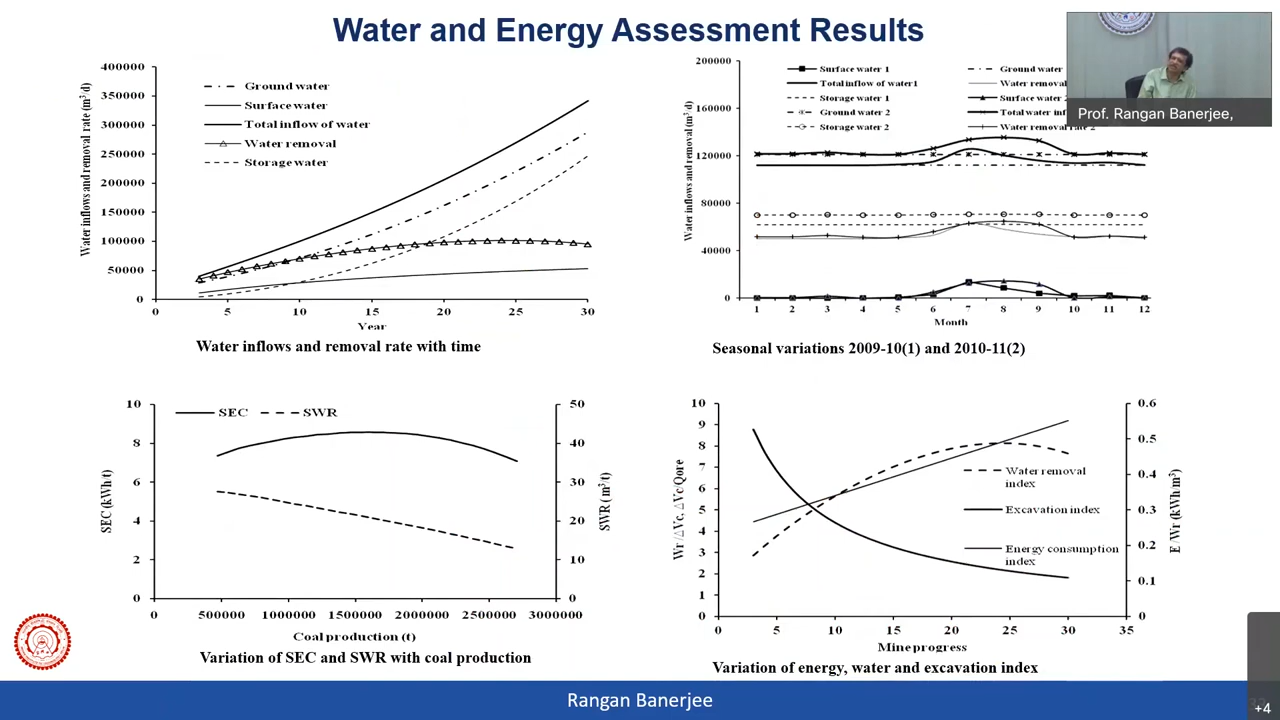 Water and Energy Assessment Results
Prof. Rangan Banerjee,
400000
350000
300000
250000
200000
150000
100000
50000
0
Water inflows and removal rate (m³/d)
Ground water
Surface water
Total inflow of water
Water removal
Storage water
0 5 10 15 20 25 30
Year
Water inflows and removal rate with time
200000
160000
120000
80000
40000
0
Water inflows and removal (m³/d)
Surface water 1
Ground water
Total inflow of water1
Water removal
Storage water 1
Surface water 2
Ground water 2
Total water inf
Storage water 2
Water removal rate 2
1 2 3 4 5 6 7 8 9 10 11 12
Month
Seasonal variations 2009-10(1) and 2010-11(2)
10
8
6
4
2
0
SEC (kWh/t)
SEC
SWR
50
40
30
20
10
0
SWR (m³/t)
0 500000 1000000 1500000 2000000 2500000 3000000
Coal production (t)
Variation of SEC and SWR with coal production
10
9
8
7
6
5
4
3
2
1
0
Wr /△Vc, △Vc/Qore
Water removal
index
Excavation index
Energy consumption
index
0.6
0.5
0.4
0.3
0.2
0.1
0
E/Wr (kWh/m³)
0 5 10 15 20 25 30 35
Mine progress
Variation of energy, water and excavation index
Rangan Banerjee
+4